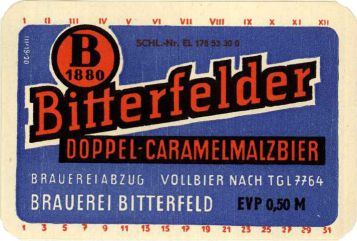 I II III IV V VI VII VIII IX X XI XII
SCHL.-Nr. EL 178 53 30 0
B
1880
Bitterfelder
DOPPEL-CARAMELMALZBIER
BRAUEREIABZUG VOLLBIER NACH TGL 7764
BRAUEREI BITTERFELD EVP 0,50 M
1 3 5 7 9 11 13 15 17 19 21 23 25 27 29 31